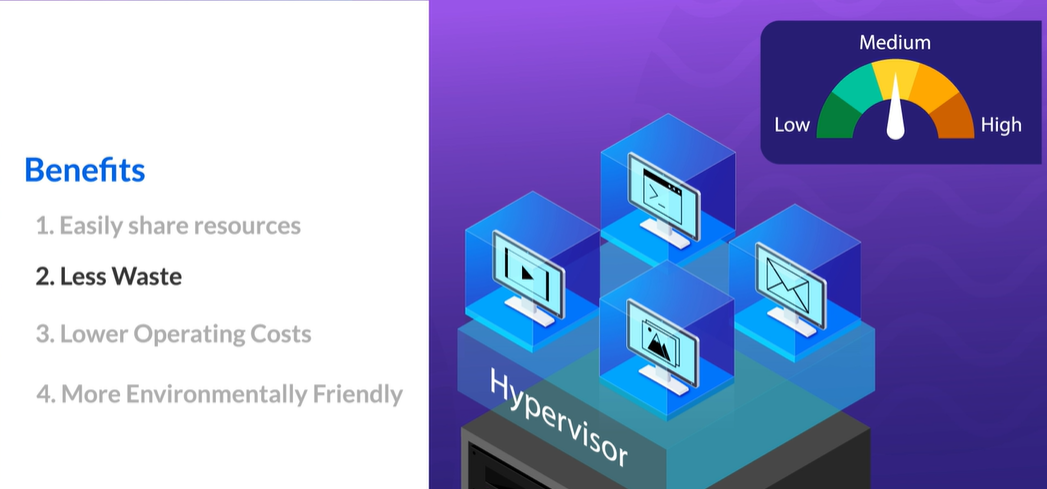 Benefits
1. Easily share resources
2. Less Waste
3. Lower Operating Costs
4. More Environmentally Friendly
Medium
Low
High
>_
Hypervisor